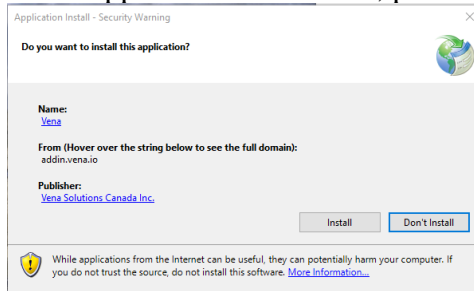 Application Install - Security Warning
Do you want to install this application?
Name:
Vena
From (Hover over the string below to see the full domain):
addin.vena.io
Publisher:
Vena Solutions Canada Inc.
Install Don't Install
While applications from the Internet can be useful, they can potentially harm your computer. If
you do not trust the source, do not install this software. More Information...